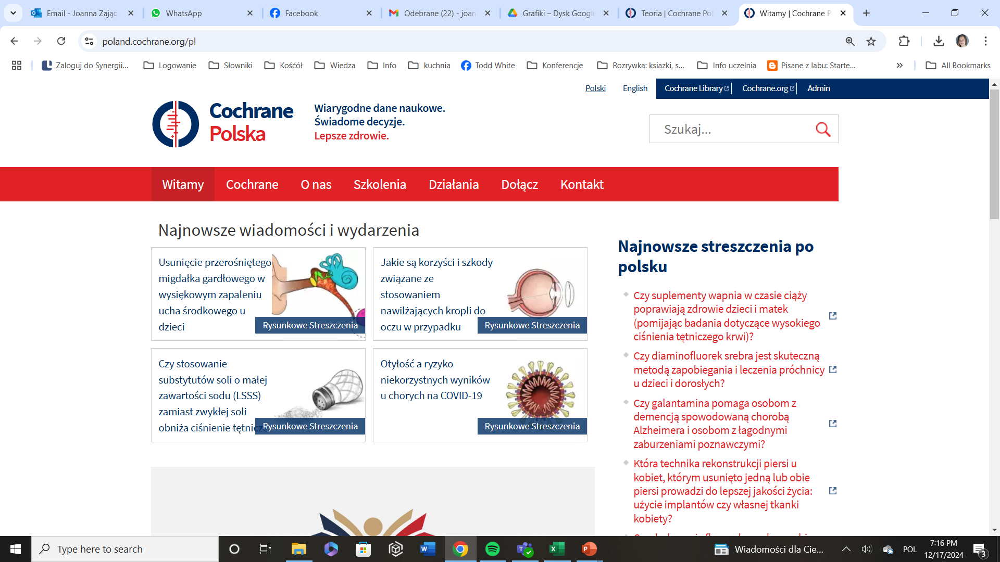 Email - Joanna Zając
WhatsApp
Facebook
Odebrane (22) - joan
Grafiki – Dysk Google
Teoria | Cochrane Pol
Witamy | Cochrane P
poland.cochrane.org/pl
Zaloguj do Synergii...
Logowanie
Słowniki
Kośćół
Wiedza
Info
kuchnia
Todd White
Konferencje
Rozrywka: ksiazki, s...
Info uczelnia
Pisane z labu: Starte...
All Bookmarks
Polski
English
Cochrane Library
Cochrane.org
Admin
Cochrane
Polska
Wiarygodne dane naukowe.
Świadome decyzje.
Lepsze zdrowie.
Szukaj...
Witamy
Cochrane
O nas
Szkolenia
Działania
Dołącz
Kontakt
Najnowsze wiadomości i wydarzenia
Usunięcie przerośniętego
migdałka gardłowego w
wysiękowym zapaleniu
ucha środkowego u
dzieci
Rysunkowe Streszczenia
Jakie są korzyści i szkody
związane ze
stosowaniem
nawilżających kropli do
oczu w przypadku
Rysunkowe Streszczenia
Czy stosowanie
substytutów soli o małej
zawartości sodu (LSSS)
zamiast zwykłej soli
obniża ciśnienie
Rysunkowe Streszczenia
Otyłość a ryzyko
niekorzystnych wyników
u chorych na COVID-19
Rysunkowe Streszczenia
Najnowsze streszczenia po
polsku
Czy suplementy wapnia w czasie ciąży
poprawiają zdrowie dzieci i matek
(pomijając badania dotyczące wysokiego
ciśnienia tętniczego krwi)?
Czy diaminofluorek srebra jest skuteczną
metodą zapobiegania i leczenia próchnicy
u dzieci i dorosłych?
Czy galantamina pomaga osobom z
demencją spowodowaną chorobą
Alzheimera i osobom z łagodnymi
zaburzeniami poznawczymi?
Która technika rekonstrukcji piersi u
kobiet, którym usunięto jedną lub obie
piersi prowadzi do lepszej jakości życia:
użycie implantów czy własnej tkanki
kobiety?
Type here to search
Wiadomości dla Cie...
POL
7:16 PM
12/17/2024
3